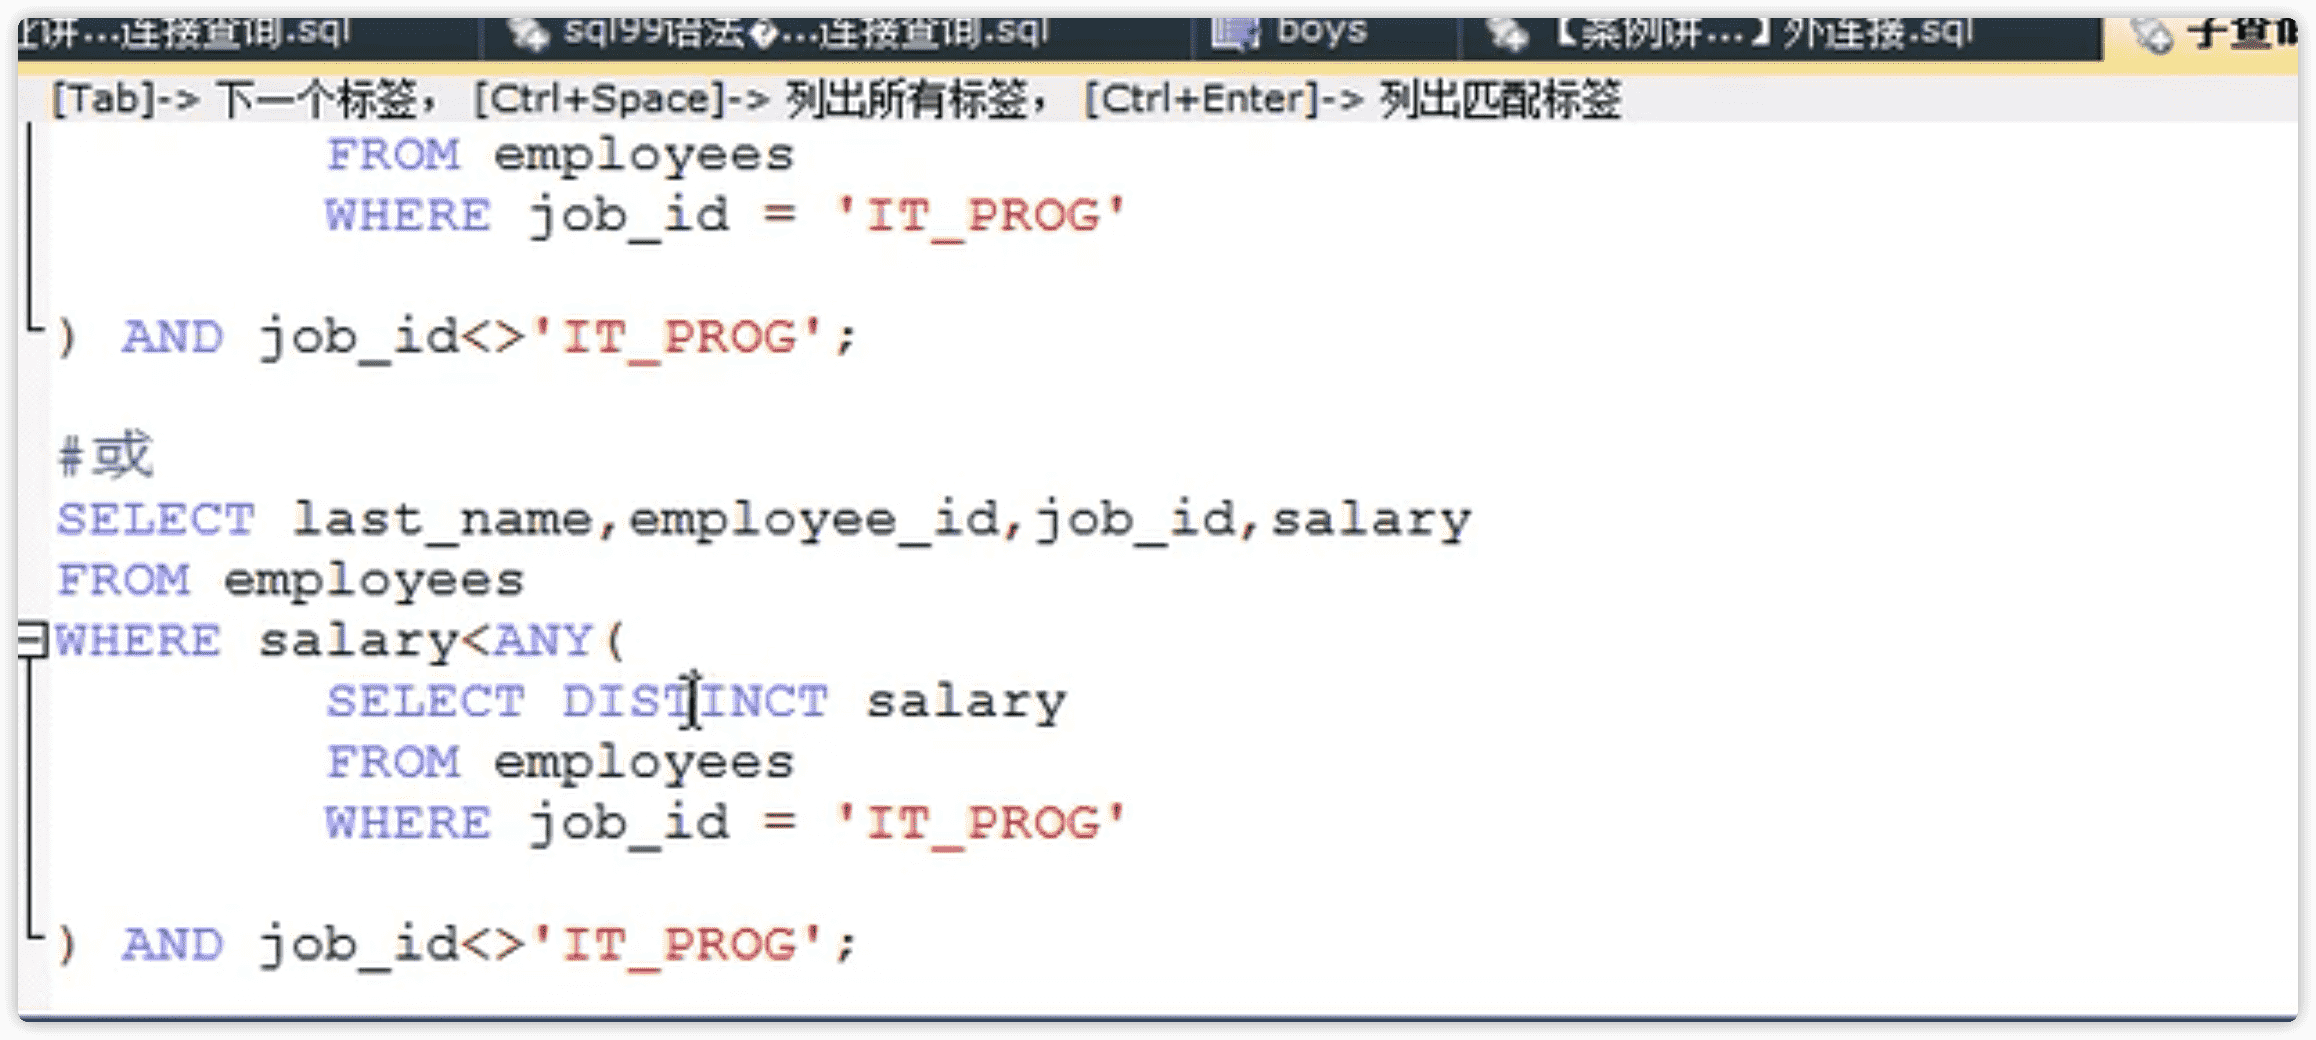 讲...连接查询.sql sql99语法�...连接查询.sql boys 【案例讲...】外连接.sql 子查
[Tab]-> 下一个标签， [Ctrl+Space]-> 列出所有标签， [Ctrl+Enter]-> 列出匹配标签
FROM employees
WHERE job_id = 'IT_PROG'
) AND job_id<>'IT_PROG';
#或
SELECT last_name,employee_id,job_id,salary
FROM employees
WHERE salary<ANY(
SELECT DISTINCT salary
FROM employees
WHERE job_id = 'IT_PROG'
) AND job_id<>'IT_PROG';